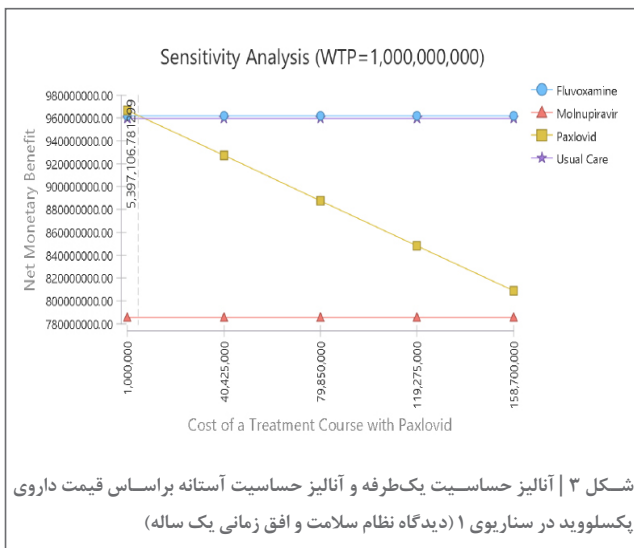 Sensitivity Analysis (WTP=1,000,000,000)
Net Monetary Benefit
980000000.00
960000000.00
940000000.00
920000000.00
900000000.00
880000000.00
860000000.00
840000000.00
820000000.00
800000000.00
780000000.00
5,397,106.781299
Fluvoxamine
Molnupiravir
Paxlovid
Usual Care
1,000,000
40,425,000
79,850,000
119,275,000
158,700,000
Cost of a Treatment Course with Paxlovid
شکل ۳ | آنالیز حساسیت یک‌طرفه و آنالیز حساسیت آستانه براساس قیمت داروی
پکسلووید در سناریوی ۱ (دیدگاه نظام سلامت و افق زمانی یک ساله)